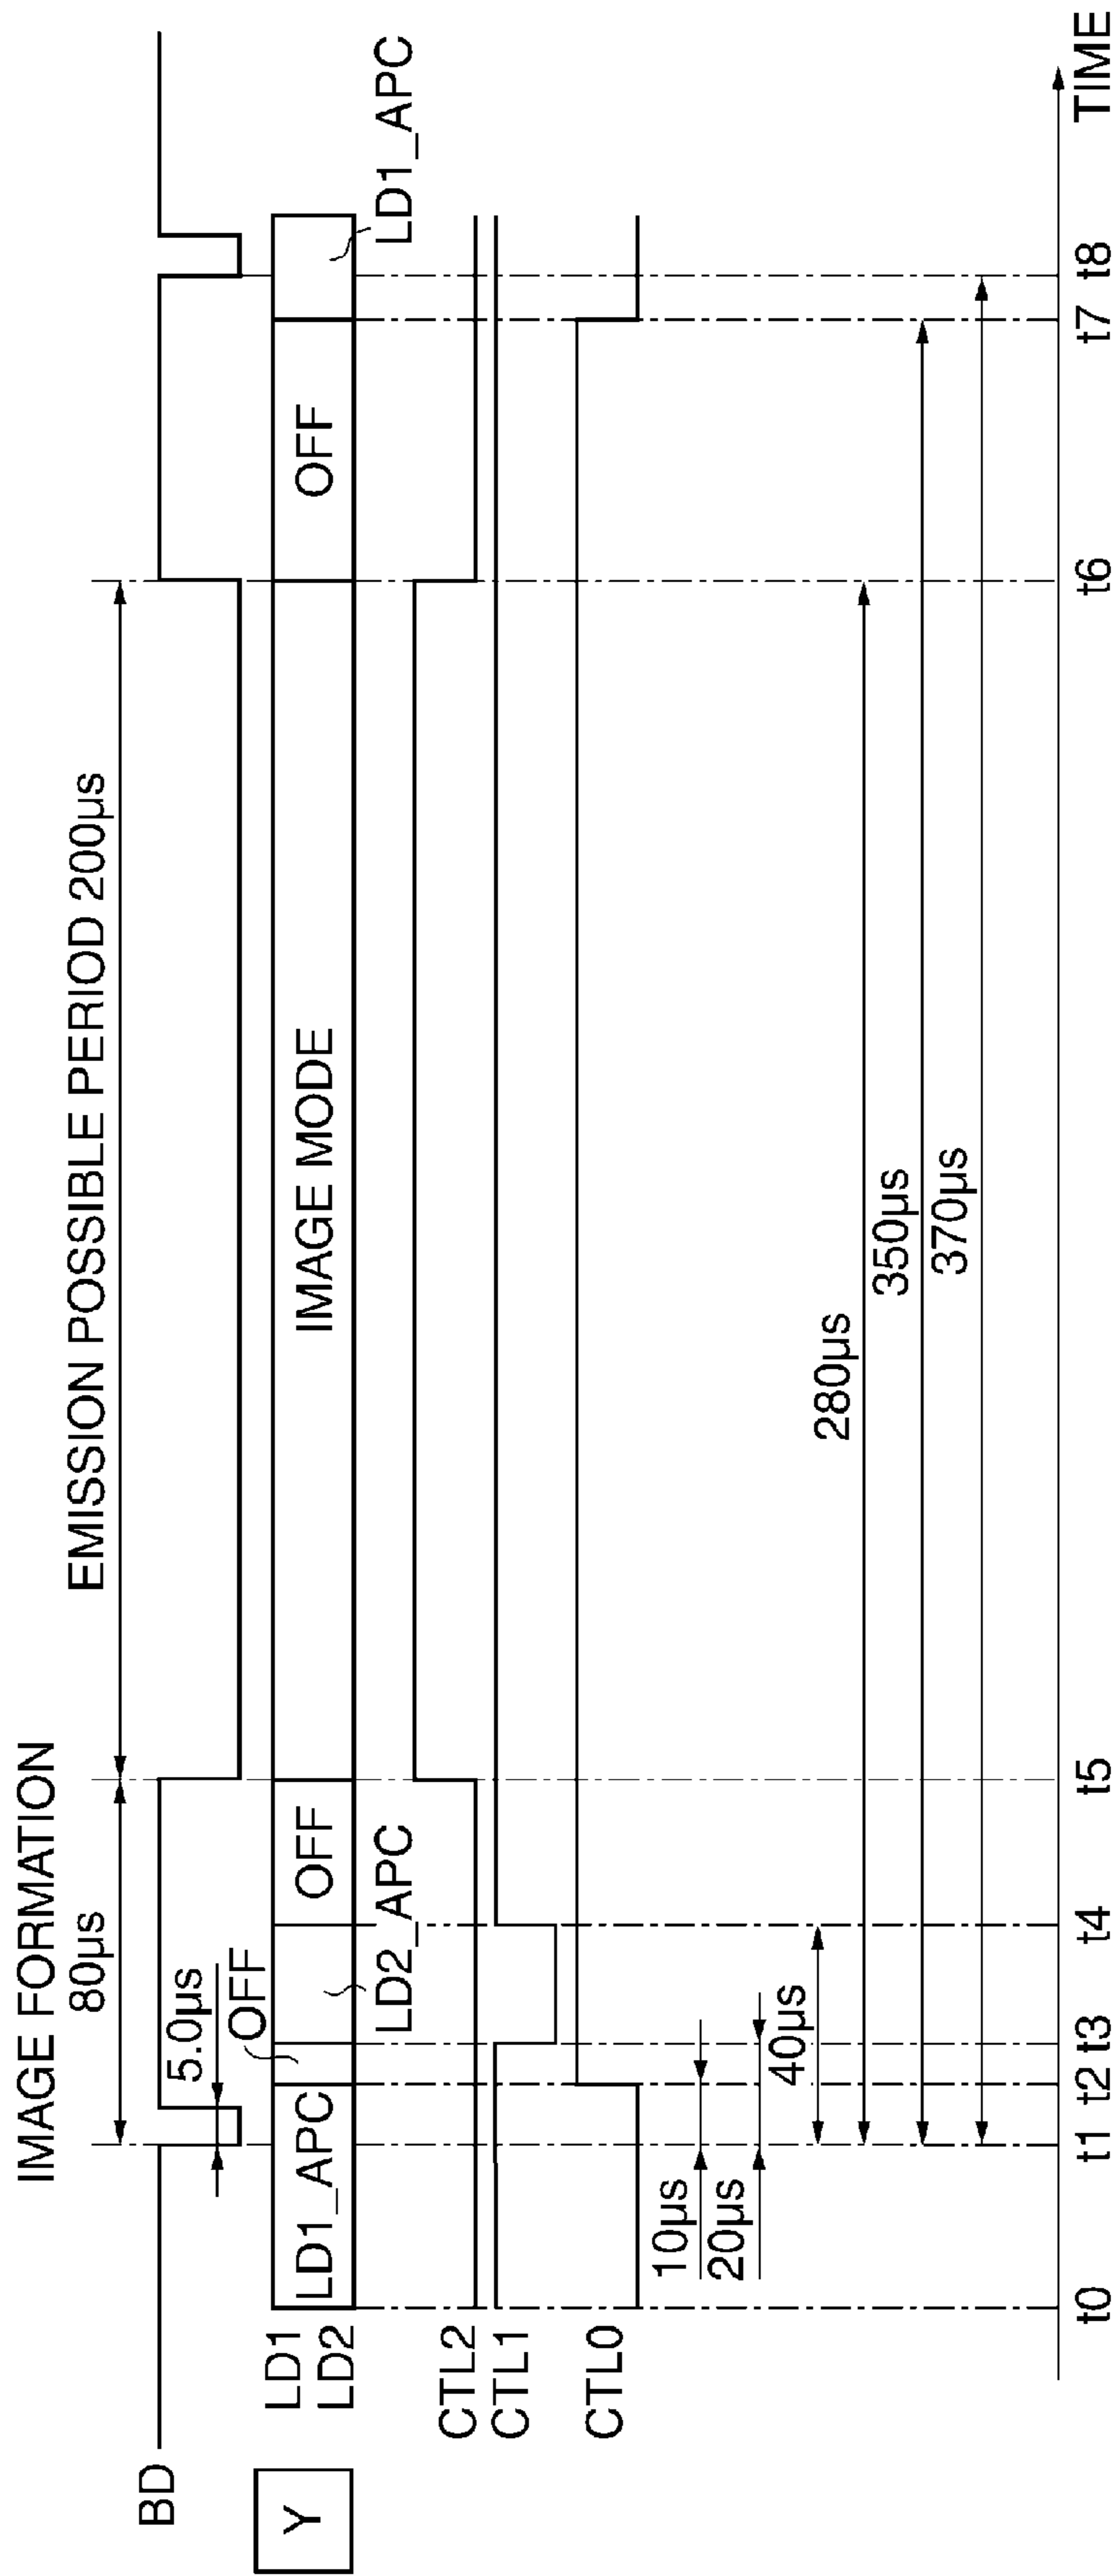 IMAGE FORMATION
80µs
EMISSION POSSIBLE PERIOD 200µs
5.0µs
BD
Y
LD1
LD2
LD1_APC
OFF
LD2_APC
OFF
IMAGE MODE
OFF
LD1_APC
CTL2
CTL1
CTL0
10µs
20µs
40µs
280µs
350µs
370µs
t0
t1
t2
t3
t4
t5
t6
t7
t8
TIME